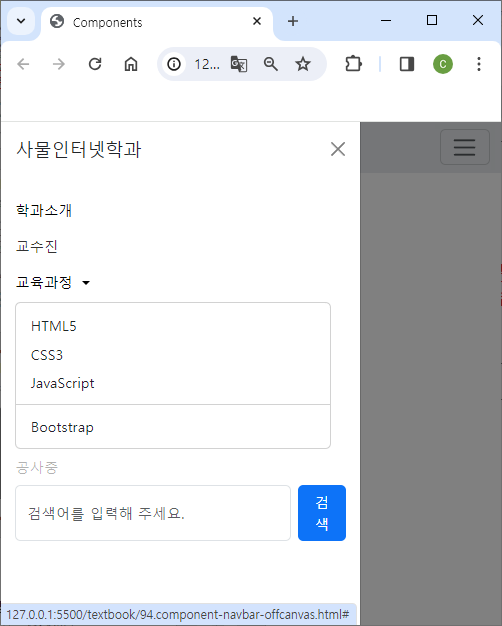 Components
12...
C
사물인터넷학과
학과소개
교수진
교육과정
HTML5
CSS3
JavaScript
Bootstrap
공사중
검색어를 입력해 주세요.
검
색
127.0.0.1:5500/textbook/94.component-navbar-offcanvas.html#